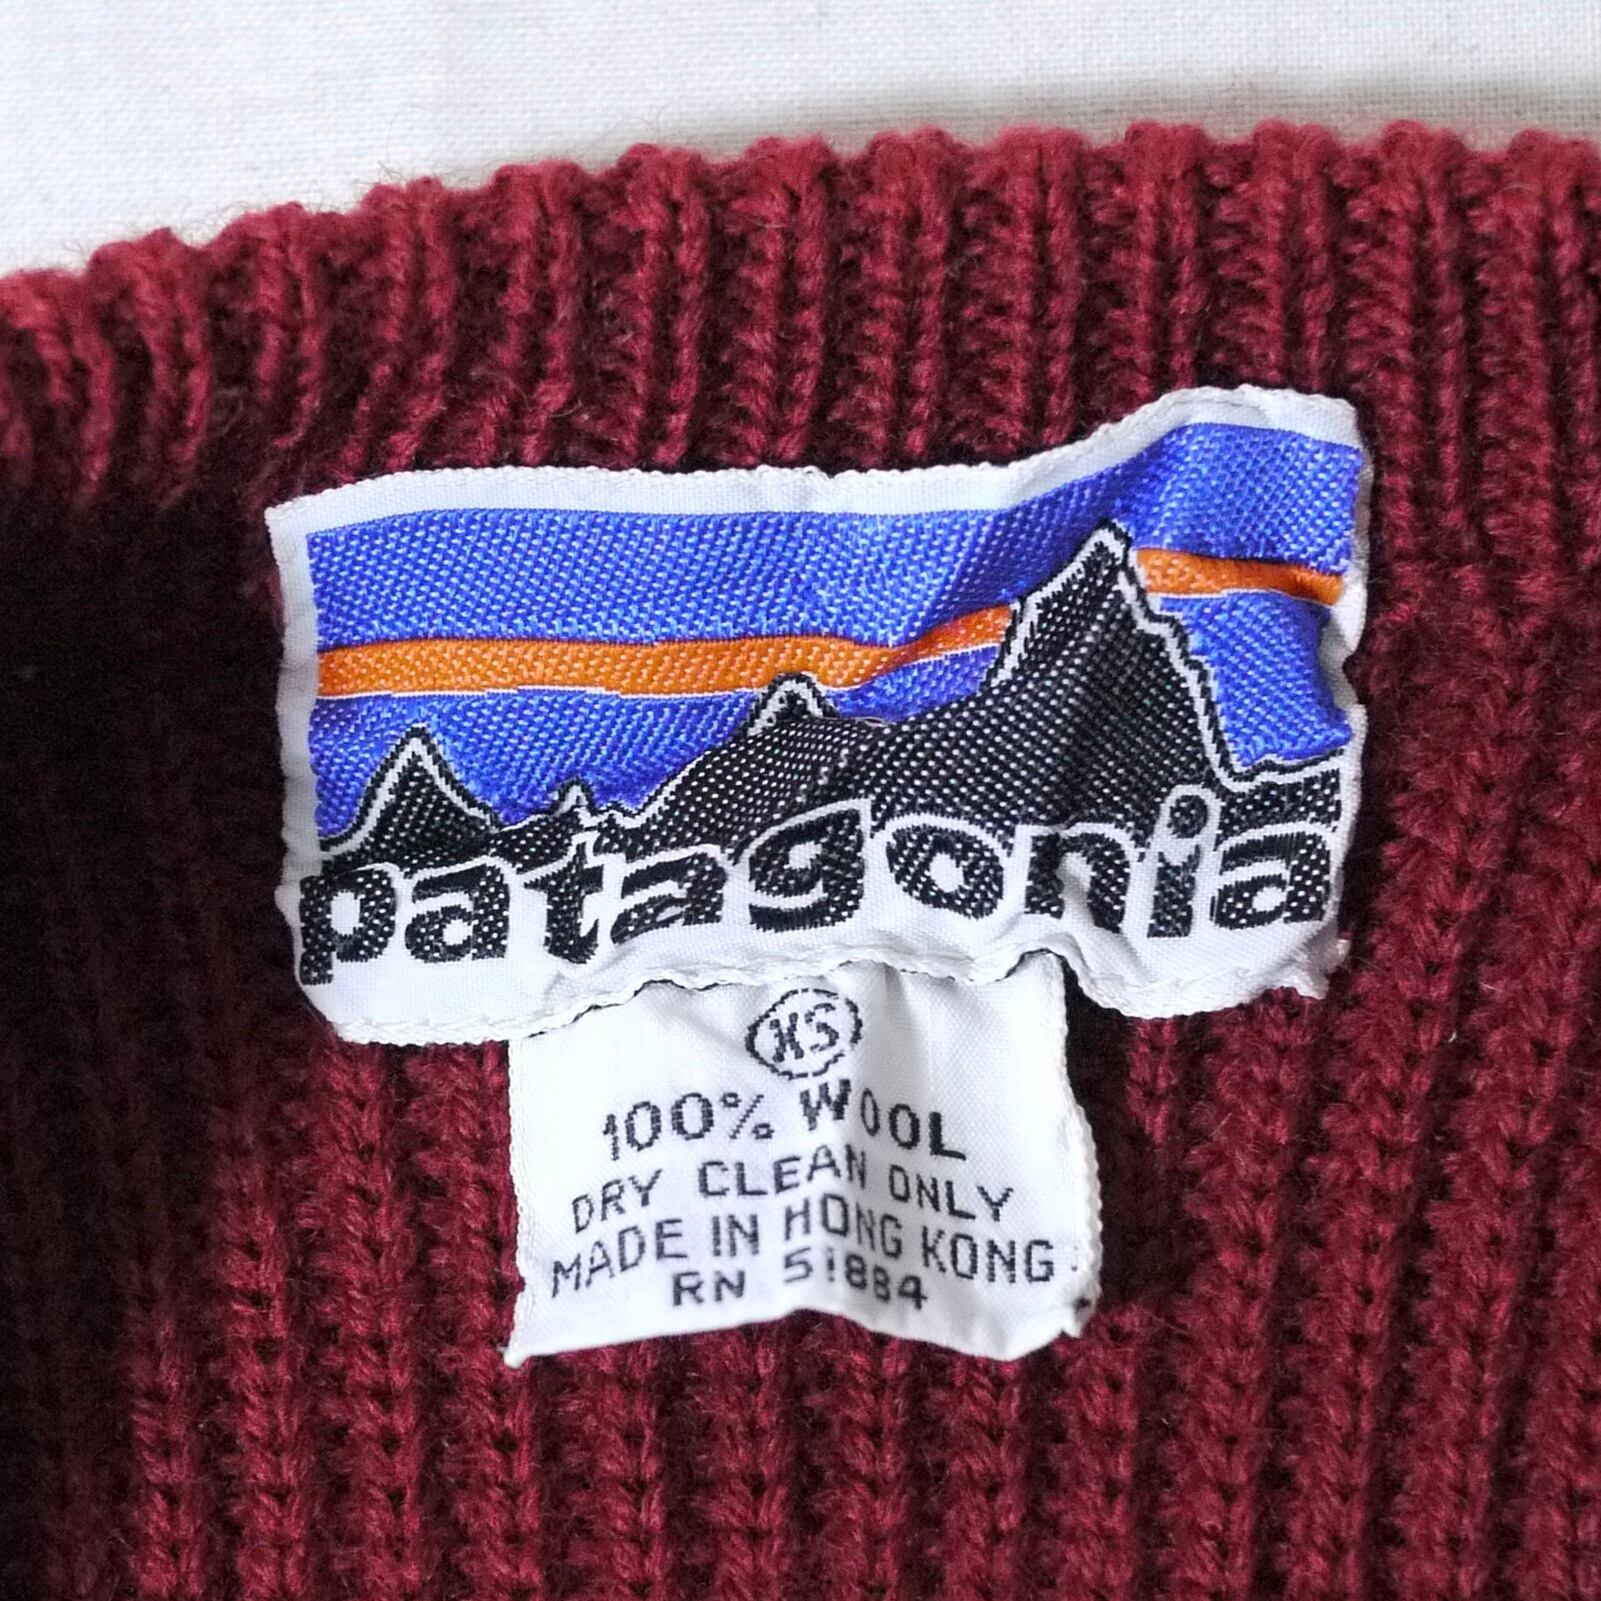 patagonia
XS
100% WOOL
DRY CLEAN ONLY
MADE IN HONG KONG
RN 51884